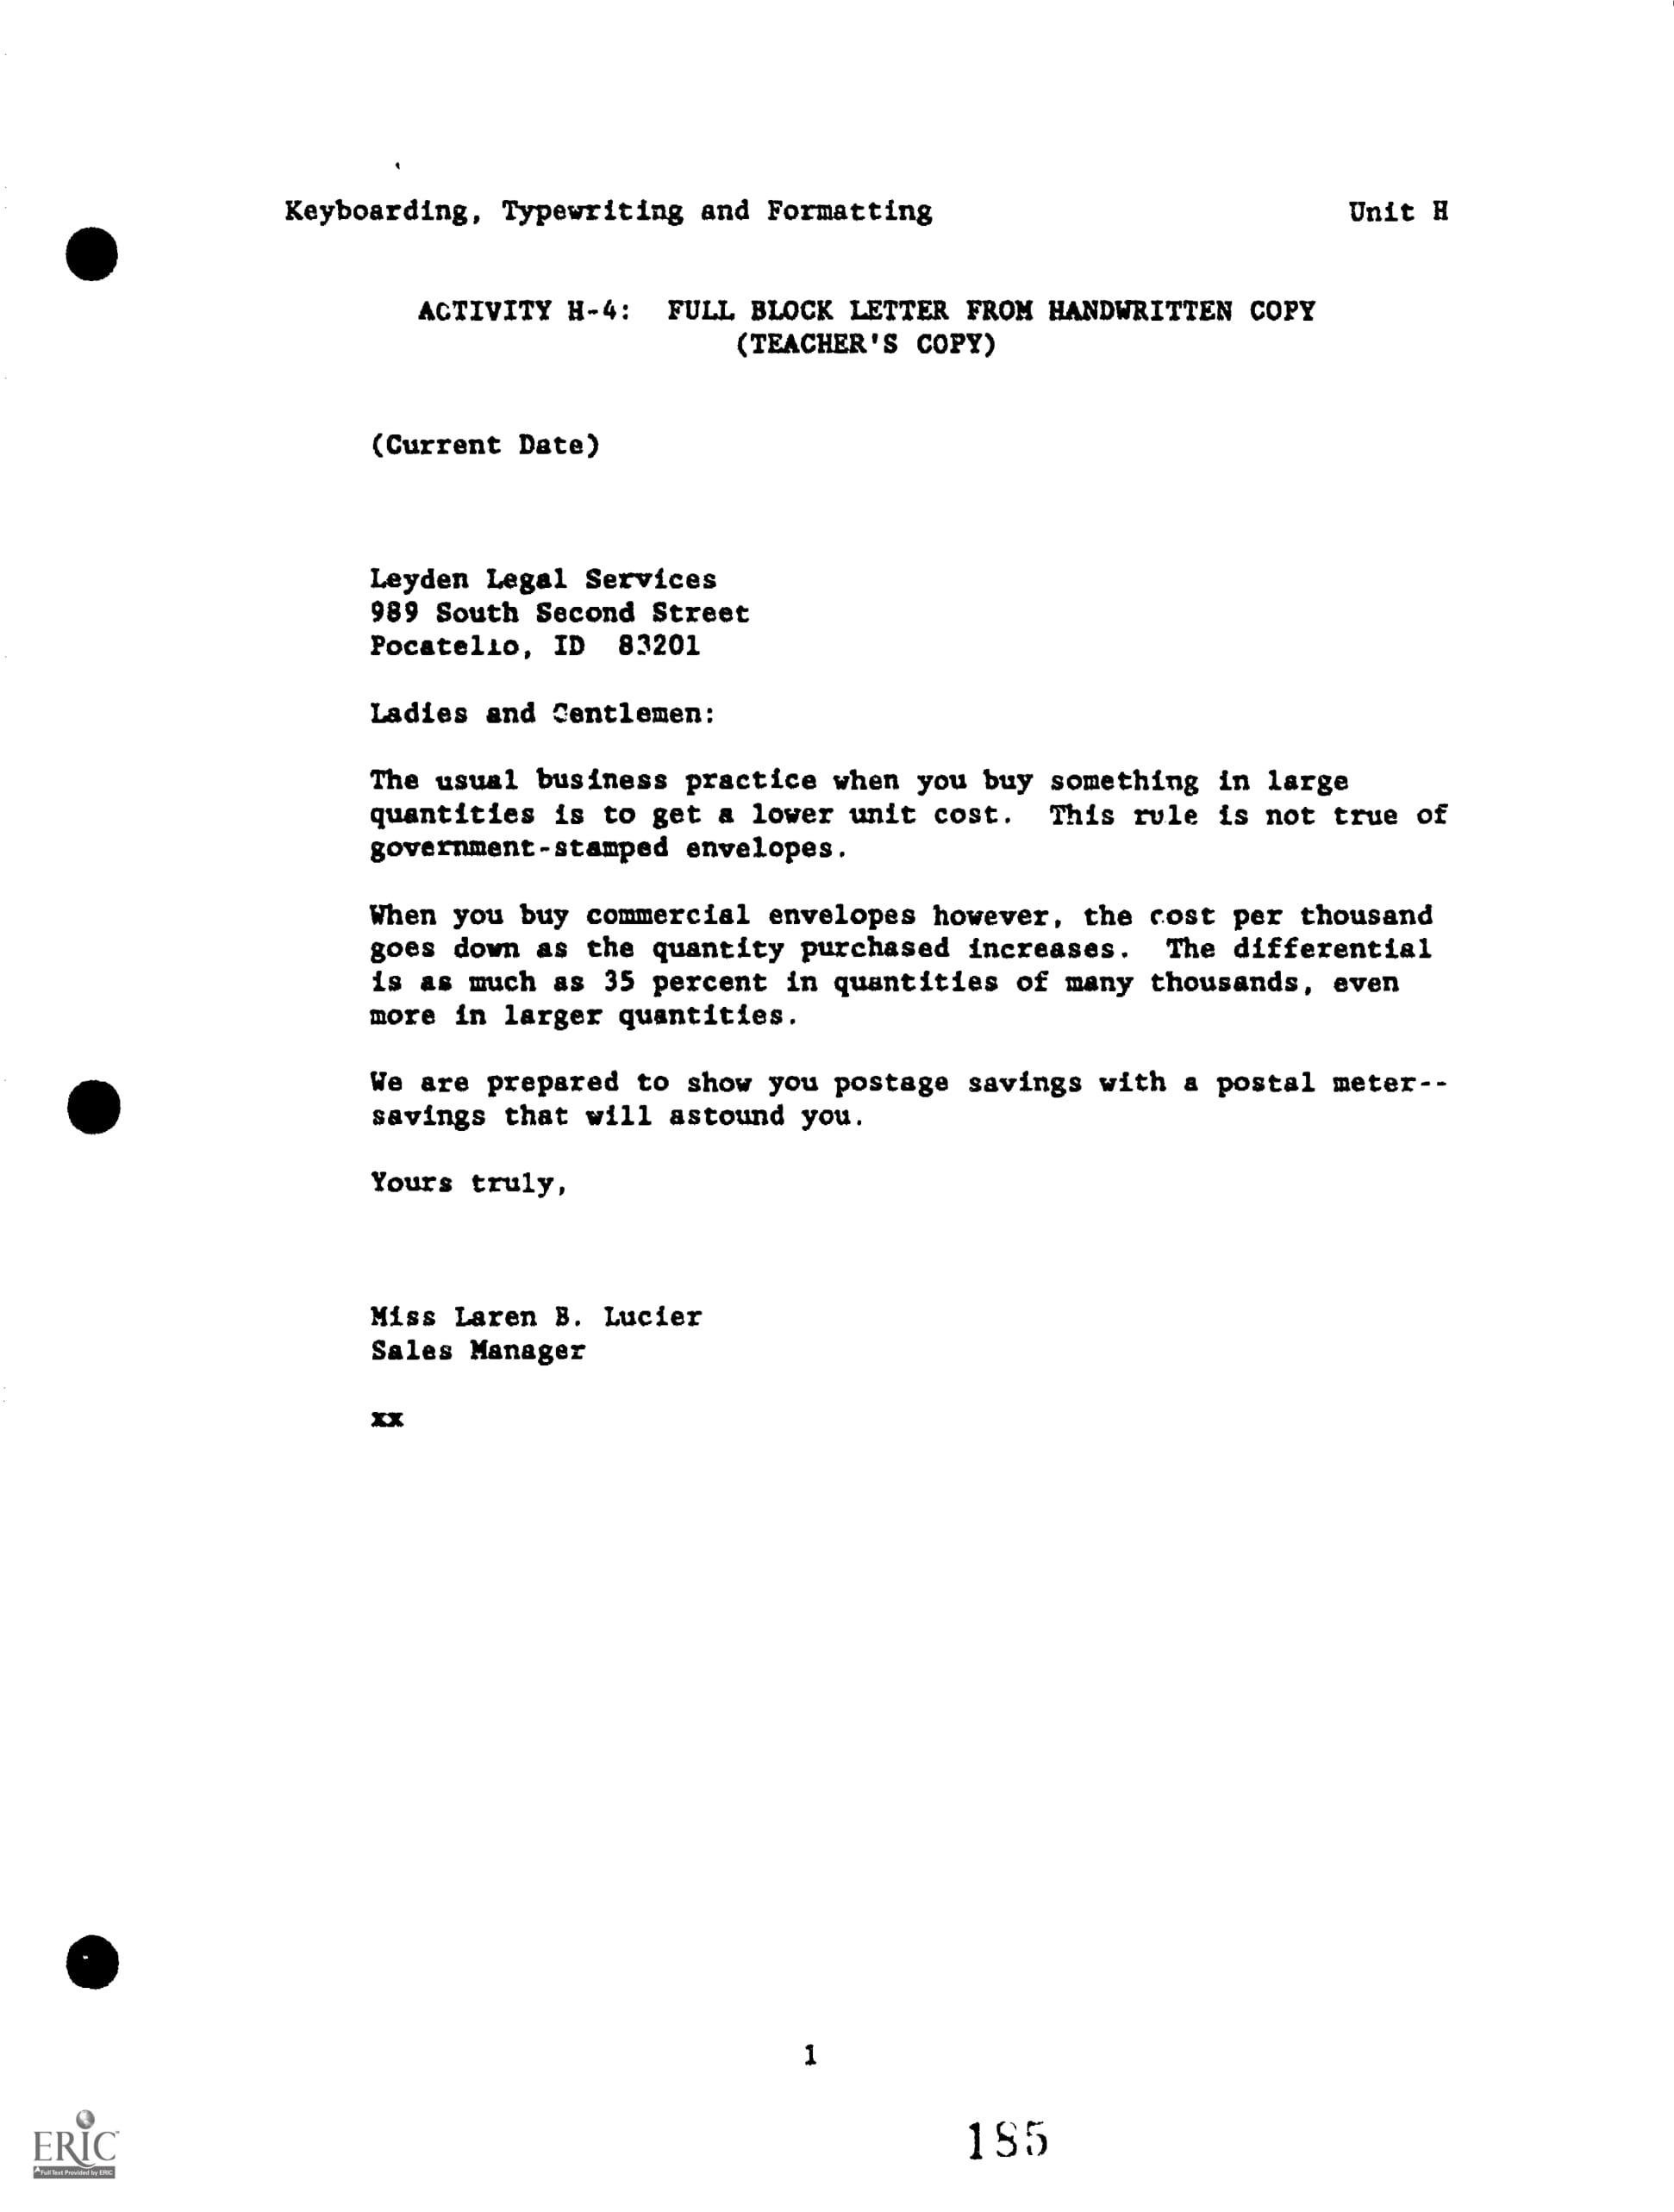 Keyboarding, Typewriting and Formatting Unit H
ACTIVITY H-4: FULL BLOCK LETTER FROM HANDWRITTEN COPY
(TEACHER'S COPY)
(Current Date)
Leyden Legal Services
989 South Second Street
Pocatello, ID 83201
Ladies and Gentlemen:
The usual business practice when you buy something in large
quantities is to get a lower unit cost. This rule is not true of
government-stamped envelopes.
When you buy commercial envelopes however, the cost per thousand
goes down as the quantity purchased increases. The differential
is as much as 35 percent in quantities of many thousands, even
more in larger quantities.
We are prepared to show you postage savings with a postal meter--
savings that will astound you.
Yours truly,
Miss Laren B. Lucier
Sales Manager
xx
1
185
ERIC
Full Text Provided by ERIC